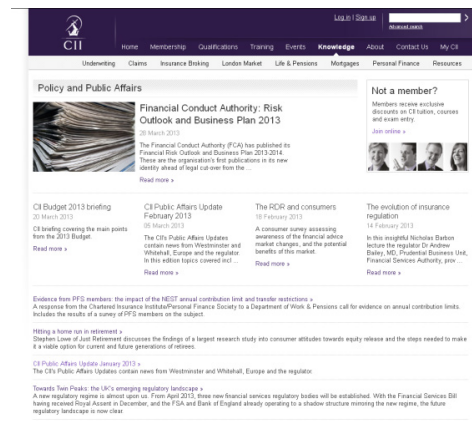 Log in | Sign up
Advanced search
CII
Home Membership Qualifications Training Events Knowledge About Contact Us My CII
Underwriting Claims Insurance Broking London Market Life & Pensions Mortgages Personal Finance Resources
Policy and Public Affairs
Financial Conduct Authority: Risk
Outlook and Business Plan 2013
28 March 2013
The Financial Conduct Authority (FCA) has published its
Financial Risk Outlook and Business Plan 2013-2014.
These are the organisation's first publications in its new
identity ahead of legal cut-over from the ...
Read more »
Not a member?
Members receive exclusive
discounts on CII tuition, courses
and exam entry.
Join online »
CII Budget 2013 briefing
20 March 2013
CII briefing covering the main points
from the 2013 Budget.
Read more »
CII Public Affairs Update
February 2013
05 March 2013
The CII's Public Affairs Updates
contain news from Westminster and
Whitehall, Europe and the regulator.
In this edition topics covered incl ...
Read more »
The RDR and consumers
18 February 2013
A consumer survey assessing
awareness of the financial advice
market changes, and the potential
benefits of this market.
Read more »
The evolution of insurance
regulation
14 February 2013
In this insightful Nicholas Barbon
lecture the regulator Dr Andrew
Bailey, MD, Prudential Business Unit,
Financial Services Authority, prov ...
Read more »
Evidence from PFS members: the impact of the NEST annual contribution limit and transfer restrictions »
A response from the Chartered Insurance Institute/Personal Finance Society to a Department of Work & Pensions call for evidence on annual contribution limits.
Includes the results of a survey of PFS members on the subject.
Hitting a home run in retirement »
Stephen Lowe of Just Retirement discusses the findings of a largest research study into consumer attitudes towards equity release and the steps needed to make
it a viable option for current and future generations of retirees.
CII Public Affairs Update January 2013 »
The CII's Public Affairs Updates contain news from Westminster and Whitehall, Europe and the regulator.
Towards Twin Peaks: the UK's emerging regulatory landscape »
A new regulatory regime is almost upon us. From April 2013, three new financial services regulatory bodies will be established. With the Financial Services Bill
having received Royal Assent in December, and the FSA and Bank of England already operating to a shadow structure mirroring the new regime, the future
regulatory landscape is now clear.